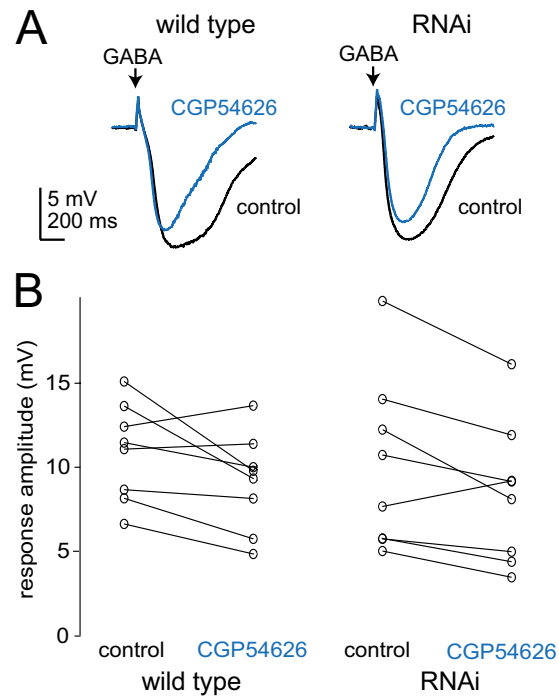 A
wild type
RNAi
GABA
GABA
CGP54626
CGP54626
control
control
5 mV
200 ms
B
response amplitude (mV)
15
10
5
0
control
CGP54626
control
CGP54626
wild type
RNAi